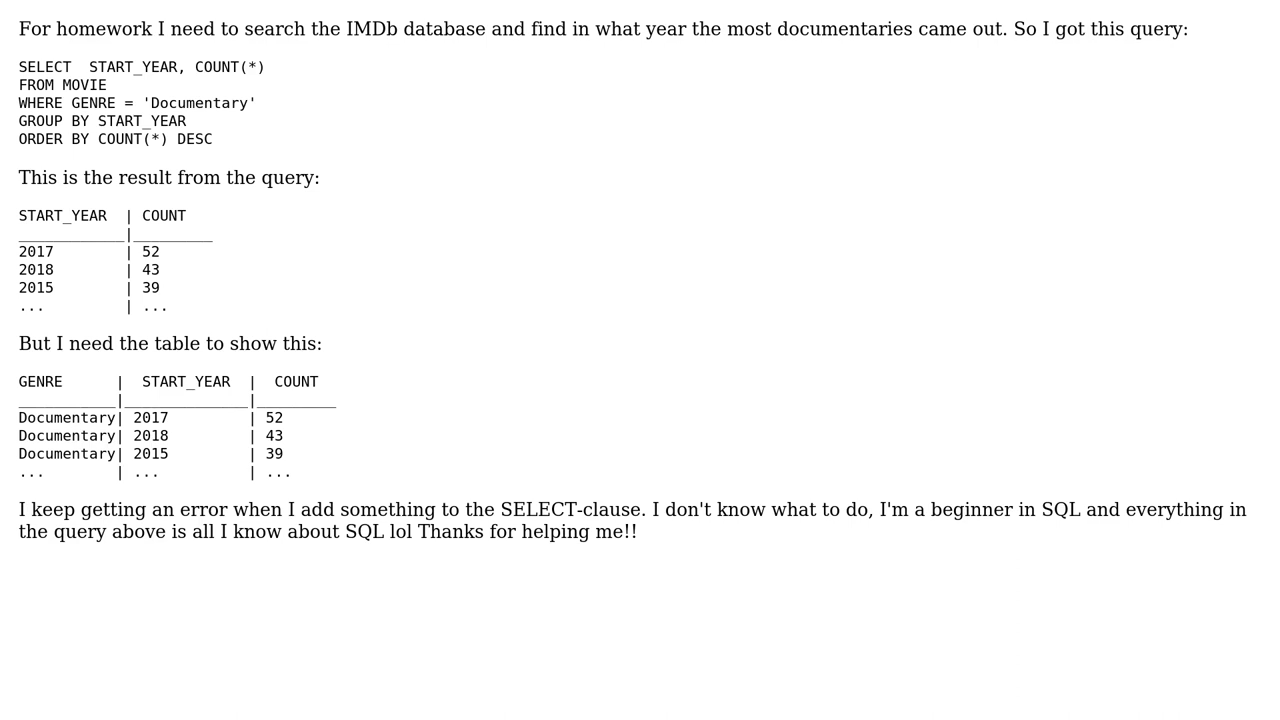 For homework I need to search the IMDb database and find in what year the most documentaries came out. So I got this query:
SELECT  START_YEAR, COUNT(*)
FROM MOVIE
WHERE GENRE = 'Documentary'
GROUP BY START_YEAR
ORDER BY COUNT(*) DESC
This is the result from the query:
START_YEAR  | COUNT
____________|_________
2017        | 52
2018        | 43
2015        | 39
...         | ...
But I need the table to show this:
GENRE      |  START_YEAR  |  COUNT
___________|______________|_________
Documentary| 2017         | 52
Documentary| 2018         | 43
Documentary| 2015         | 39
...        | ...          | ...
I keep getting an error when I add something to the SELECT-clause. I don't know what to do, I'm a beginner in SQL and everything in
the query above is all I know about SQL lol Thanks for helping me!!